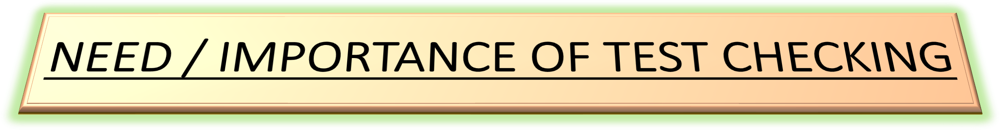 NEED / IMPORTANCE OF TEST CHECKING